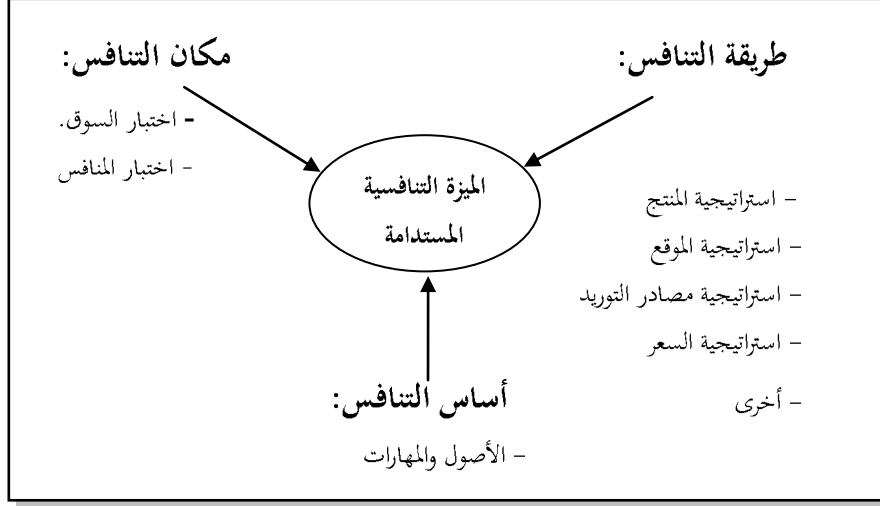 طريقة التنافس:
– استراتيجية المنتج
– استراتيجية الموقع
– استراتيجية مصادر التوريد
– استراتيجية السعر
– أخرى
مكان التنافس:
- اختبار السوق.
- اختبار المنافس
الميزة التنافسية
المستدامة
أساس التنافس:
– الأصول والمهارات